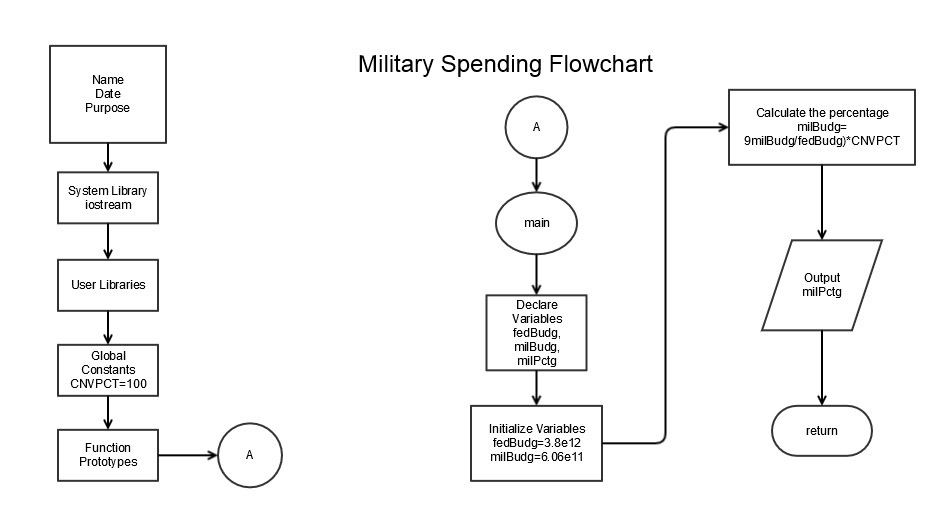 Military Spending Flowchart
Name
Date
Purpose
System Library
iostream
User Libraries
Global
Constants
CNVPCT=100
Function
Prototypes
A
A
main
Declare
Variables
fedBudg,
milBudg,
milPctg
Initialize Variables
fedBudg=3.8e12
milBudg=6.06e11
Calculate the percentage
milBudg=
9milBudg/fedBudg)*CNVPCT
Output
milPctg
return